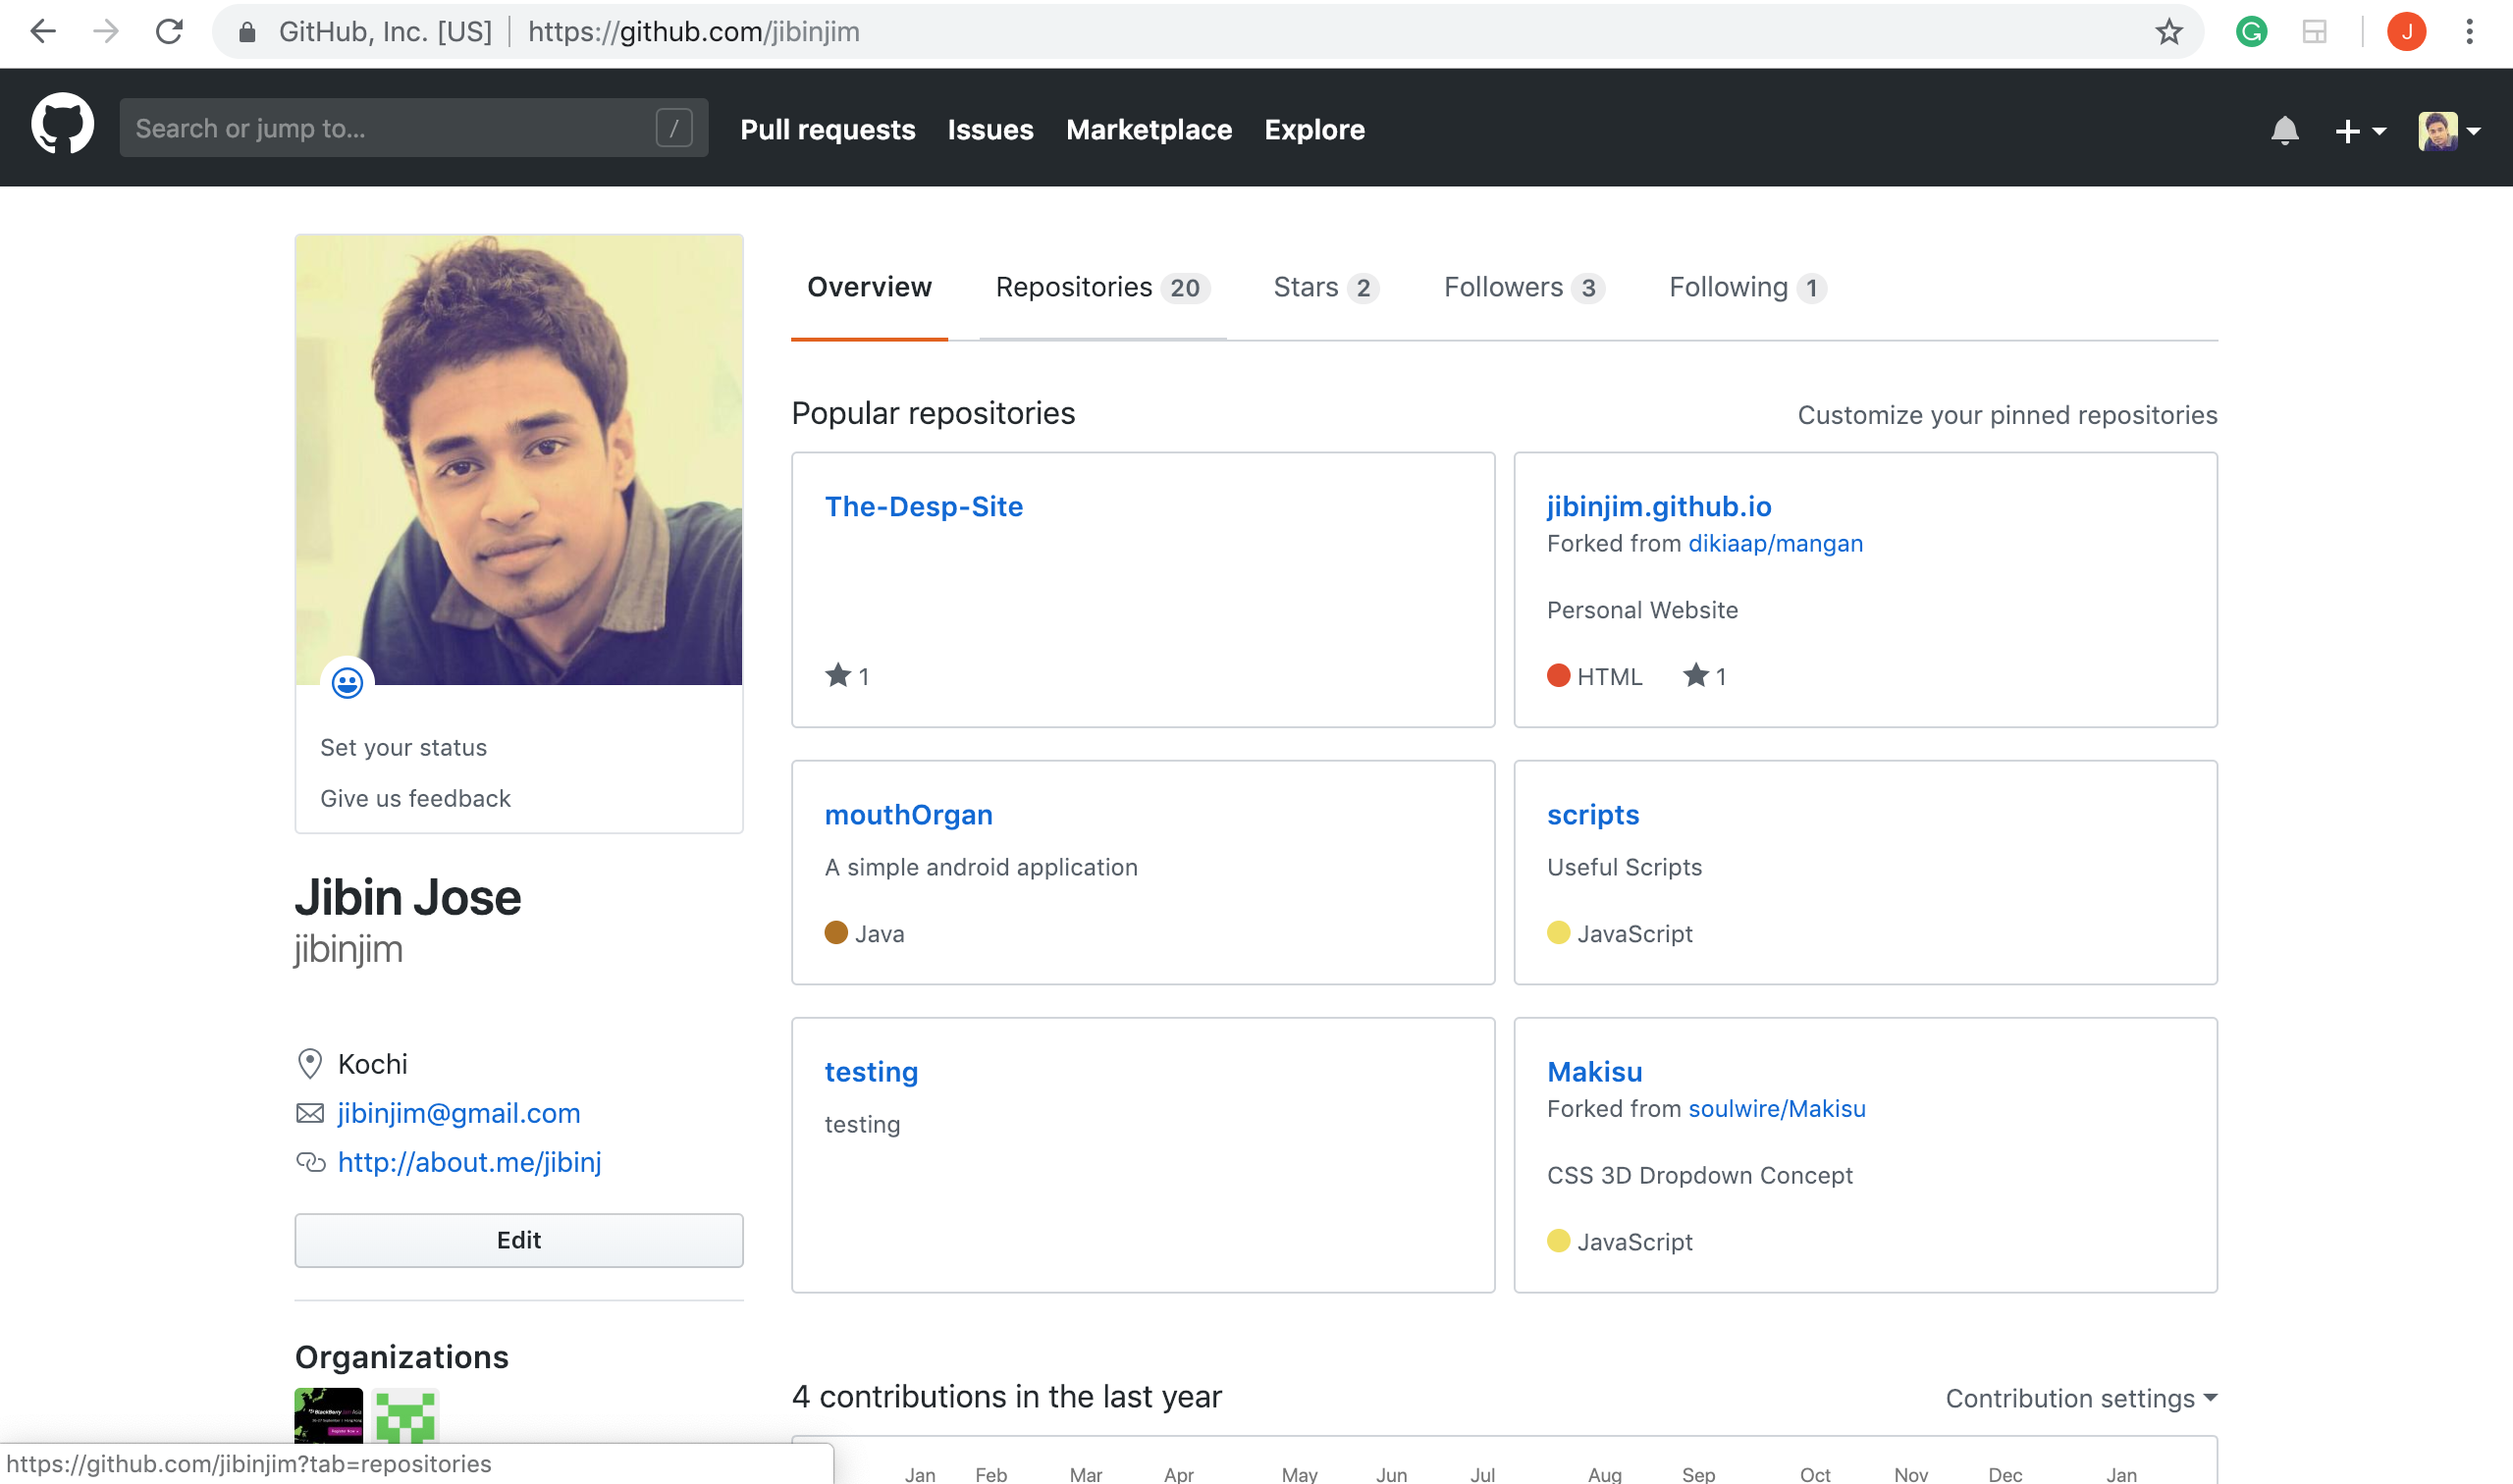 GitHub, Inc. [US] | https://github.com/jibinjim
J
Search or jump to... /
Pull requests Issues Marketplace Explore
Overview Repositories 20 Stars 2 Followers 3 Following 1
Popular repositories Customize your pinned repositories
The-Desp-Site
1
jibinjim.github.io
Forked from dikiaap/mangan
Personal Website
HTML 1
mouthOrgan
A simple android application
Java
scripts
Useful Scripts
JavaScript
testing
testing
Makisu
Forked from soulwire/Makisu
CSS 3D Dropdown Concept
JavaScript
Set your status
Give us feedback
Jibin Jose
jibinjim
Kochi
jibinjim@gmail.com
http://about.me/jibinj
Edit
Organizations
4 contributions in the last year Contribution settings
Jan Feb Mar Apr May Jun Jul Aug Sep Oct Nov Dec Jan
https://github.com/jibinjim?tab=repositories